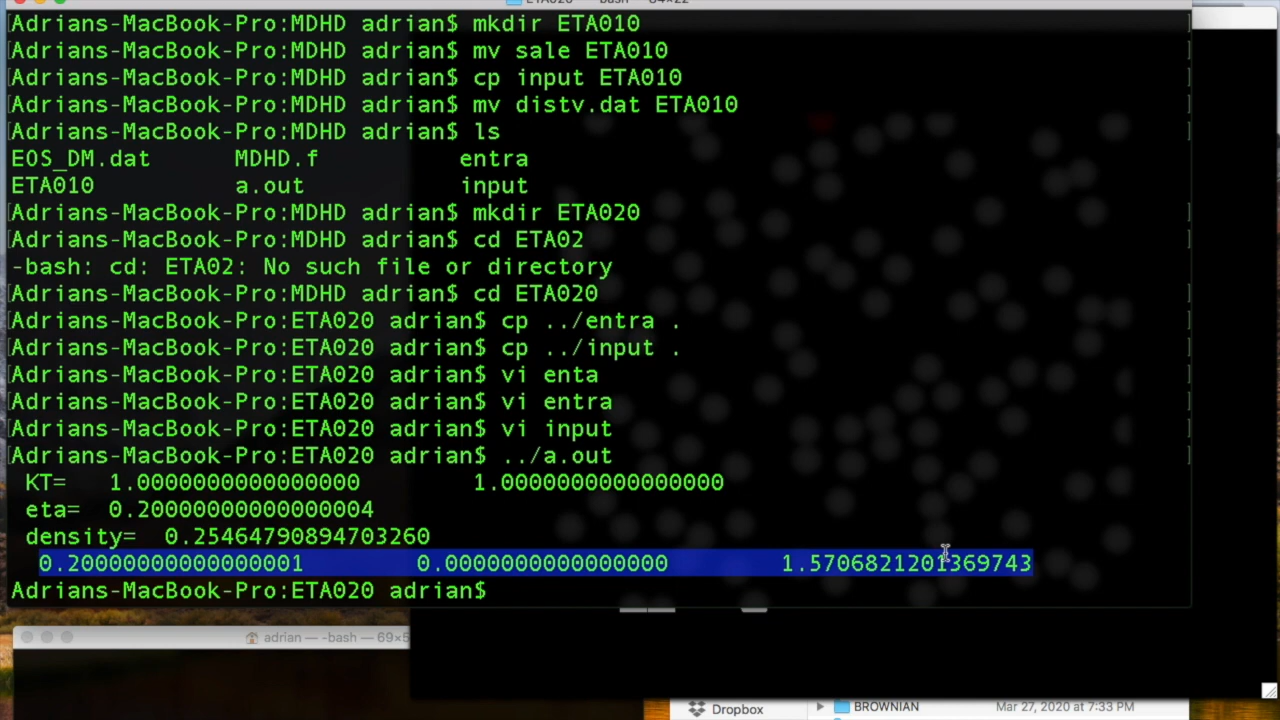 Adrians-MacBook-Pro:MDHD adrian$ mkdir ETA010
Adrians-MacBook-Pro:MDHD adrian$ mv sale ETA010
Adrians-MacBook-Pro:MDHD adrian$ cp input ETA010
Adrians-MacBook-Pro:MDHD adrian$ mv distv.dat ETA010
Adrians-MacBook-Pro:MDHD adrian$ ls
EOS_DM.dat MDHD.f entra
ETA010 a.out input
Adrians-MacBook-Pro:MDHD adrian$ mkdir ETA020
Adrians-MacBook-Pro:MDHD adrian$ cd ETA02
-bash: cd: ETA02: No such file or directory
Adrians-MacBook-Pro:MDHD adrian$ cd ETA020
Adrians-MacBook-Pro:ETA020 adrian$ cp ../entra .
Adrians-MacBook-Pro:ETA020 adrian$ cp ../input .
Adrians-MacBook-Pro:ETA020 adrian$ vi enta
Adrians-MacBook-Pro:ETA020 adrian$ vi entra
Adrians-MacBook-Pro:ETA020 adrian$ vi input
Adrians-MacBook-Pro:ETA020 adrian$ ../a.out
KT= 1.0000000000000000 1.0000000000000000
eta= 0.20000000000000004
density= 0.25464790894703260
0.20000000000000001 0.0000000000000000 1.5706821201369743
Adrians-MacBook-Pro:ETA020 adrian$
adrian — -bash — 69×5
Dropbox
BROWNIAN Mar 27, 2020 at 7:33 PM